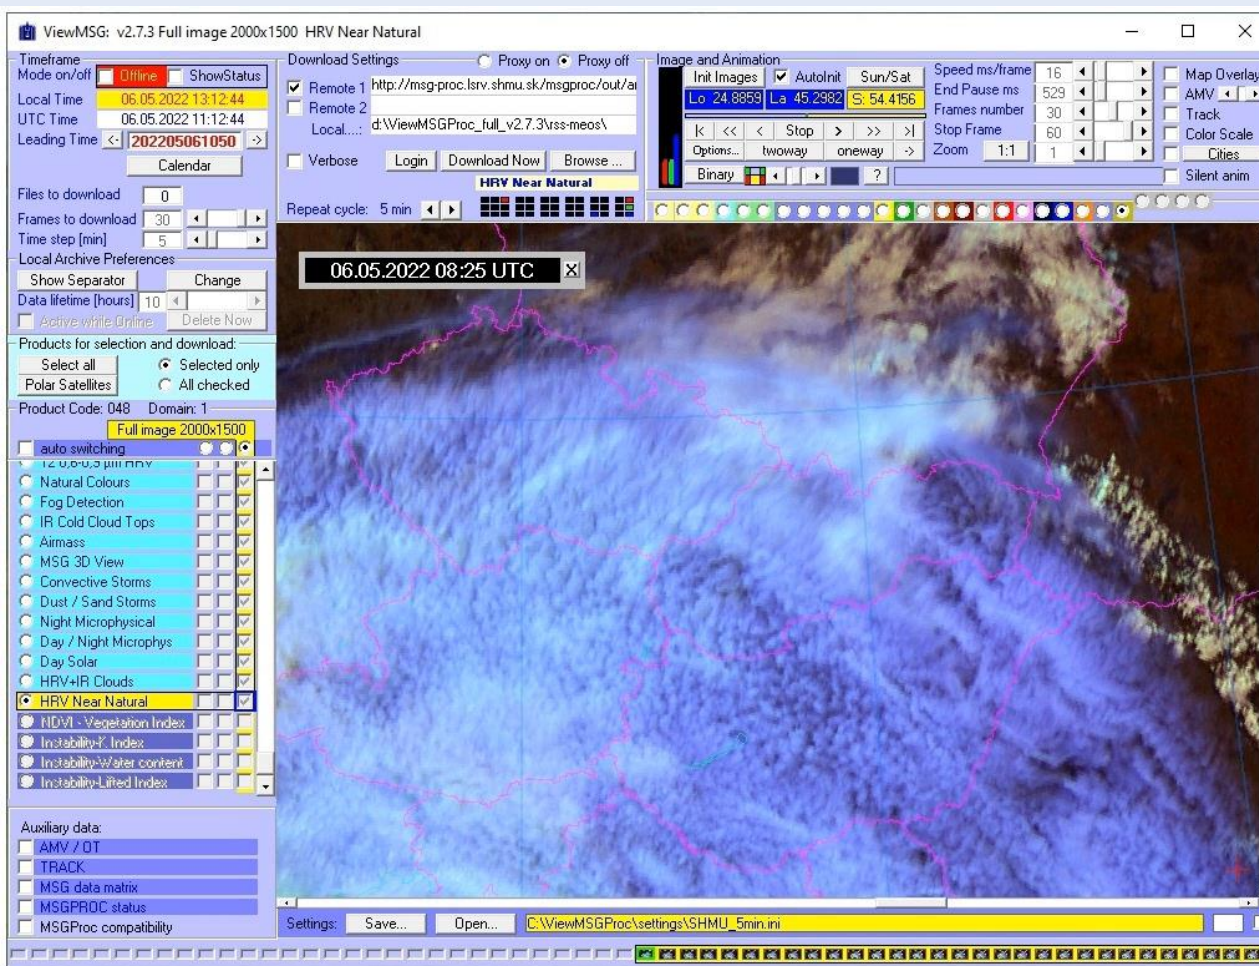 ViewMSG: v2.7.3 Full image 2000x1500 HRV Near Natural
Timeframe
Mode on/off Offline ShowStatus
Local Time 06.05.2022 13:12:44
UTC Time 06.05.2022 11:12:44
Leading Time <- 202205061050 ->
Calendar
Files to download 0
Frames to download 30
Time step [min] 5
Local Archive Preferences
Show Separator Change
Data lifetime [hours] 10
Active while Online Delete Now
Products for selection and download:
Select all Selected only
Polar Satellites All checked
Product Code: 048 Domain: 1
Full image 2000x1500
auto switching
12 0,6-0,9 µm HRV
Natural Colours
Fog Detection
IR Cold Cloud Tops
Airmass
MSG 3D View
Convective Storms
Dust / Sand Storms
Night Microphysical
Day / Night Microphys
Day Solar
HRV+IR Clouds
HRV Near Natural
NDVI - Vegetation Index
Instability-K Index
Instability-Water content
Instability-Lifted Index
Auxiliary data:
AMV / OT
TRACK
MSG data matrix
MSGPROC status
MSGProc compatibility
Download Settings Proxy on Proxy off
Remote 1 http://msg-proc.lsrv.shmu.sk/msgproc/out/
Remote 2
Local....: d:\ViewMSGProc_full_v2.7.3\rss-meos\
Verbose Login Download Now Browse ...
HRV Near Natural
Repeat cycle: 5 min
Image and Animation
Init Images AutoInit Sun/Sat
Lo 24.8859 La 45.2982 S: 54.4156
|< << < Stop > >> >|
Options... twoway oneway ->
Binary ?
Speed ms/frame 16
End Pause ms 529
Frames number 30
Stop Frame 60
Zoom 1:1 1
Map Overlay
AMV
Track
Color Scale
Cities
Silent anim
06.05.2022 08:25 UTC X
Settings: Save... Open... C:\ViewMSGProc\settings\SHMU_5min.ini